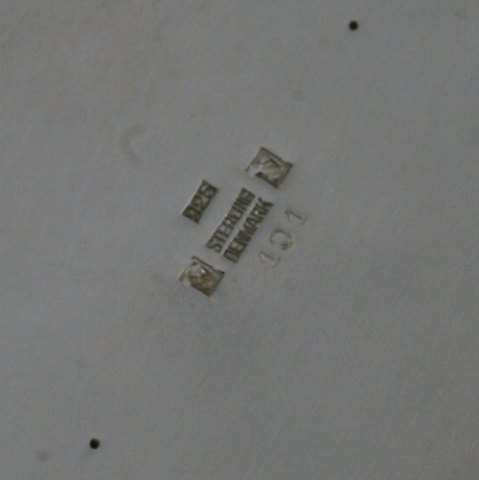 925
STERLING
DENMARK
101